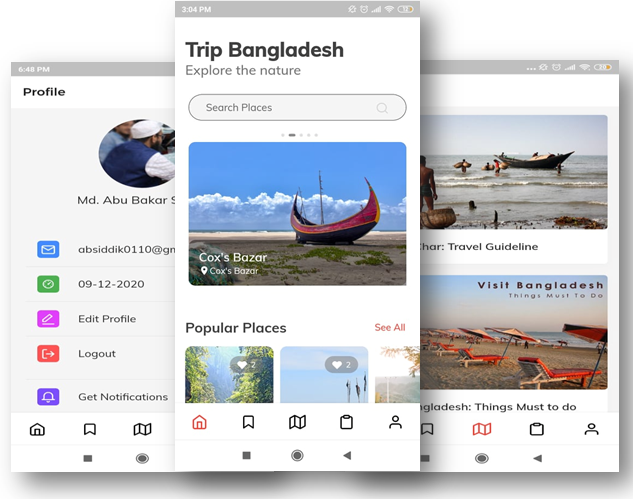 6:48 PM
Profile
Md. Abu Bakar S
absiddik0110@gm
09-12-2020
Edit Profile
Logout
Get Notifications
3:04 PM
Trip Bangladesh
Explore the nature
Search Places
Cox's Bazar
Cox's Bazar
Popular Places
See All
2
2
Char: Travel Guideline
Visit Bangladesh
Things Must To Do
ngladesh: Things Must to do